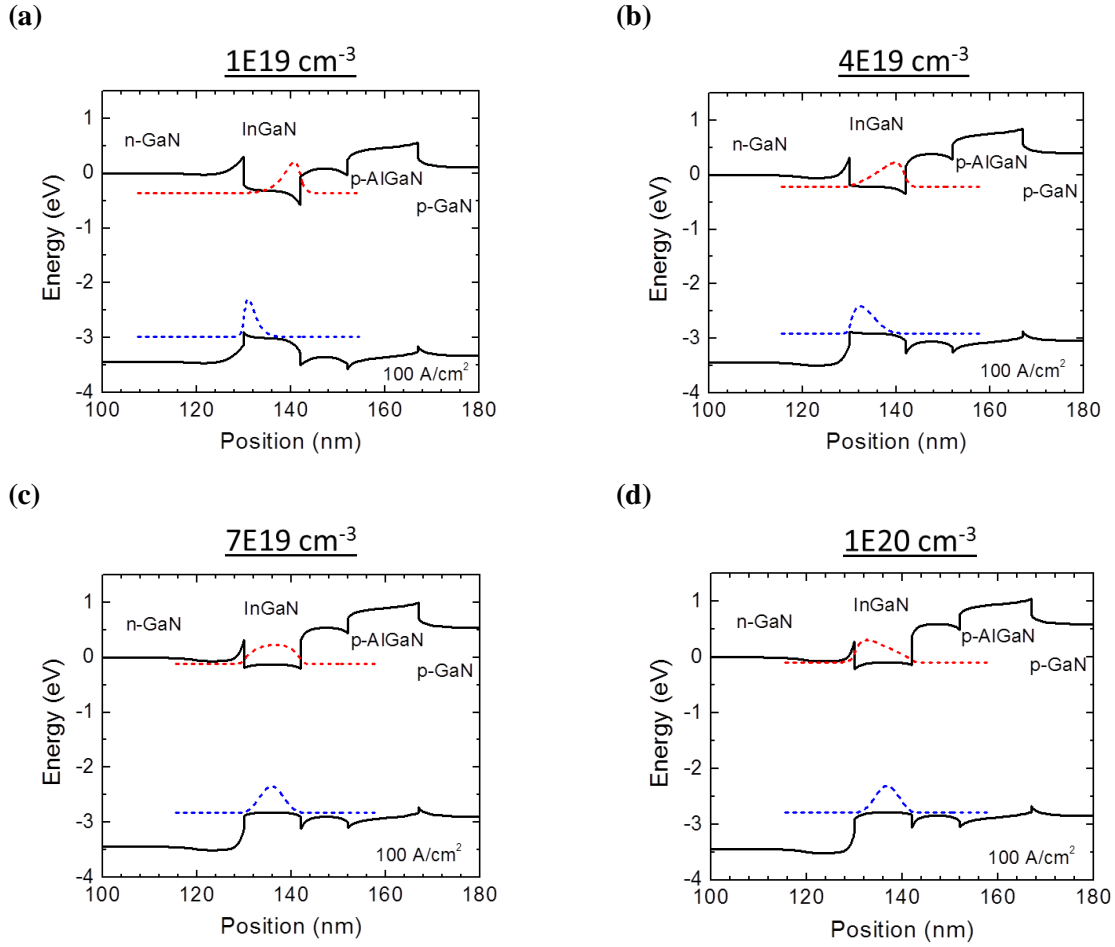 (a)
1E19 cm⁻³
n-GaN
InGaN
p-AlGaN
p-GaN
100 A/cm²
Energy (eV)
1
0
-1
-2
-3
-4
100 120 140 160 180
Position (nm)
(b)
4E19 cm⁻³
n-GaN
InGaN
p-AlGaN
p-GaN
100 A/cm²
Energy (eV)
1
0
-1
-2
-3
-4
100 120 140 160 180
Position (nm)
(c)
7E19 cm⁻³
n-GaN
InGaN
p-AlGaN
p-GaN
100 A/cm²
Energy (eV)
1
0
-1
-2
-3
-4
100 120 140 160 180
Position (nm)
(d)
1E20 cm⁻³
n-GaN
InGaN
p-AlGaN
p-GaN
100 A/cm²
Energy (eV)
1
0
-1
-2
-3
-4
100 120 140 160 180
Position (nm)